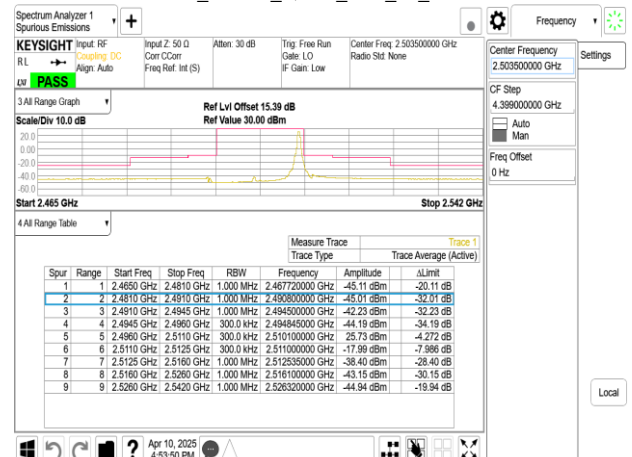 Spectrum Analyzer 1
Spurious Emissions
Frequency
KEYSIGHT
Input: RF
Coupling: DC
Align: Auto
Input Z: 50 Ω
Corr CCorr
Freq Ref: Int (S)
Atten: 30 dB
Trig: Free Run
Gate: LO
IF Gain: Low
Center Freq: 2.503500000 GHz
Radio Std: None
RL
LXI
PASS
Center Frequency
2.503500000 GHz
Settings
CF Step
4.399000000 GHz
Auto
Man
Freq Offset
0 Hz
3 All Range Graph
Scale/Div 10.0 dB
Ref Lvl Offset 15.39 dB
Ref Value 30.00 dBm
20.0
0.00
-20.0
-40.0
-60.0
Start 2.465 GHz
Stop 2.542 GHz
4 All Range Table
Measure Trace Trace 1
Trace Type Trace Average (Active)
Spur Range Start Freq Stop Freq RBW Frequency Amplitude ΔLimit
1 1 2.4650 GHz 2.4810 GHz 1.000 MHz 2.467720000 GHz -45.11 dBm -20.11 dB
2 2 2.4810 GHz 2.4910 GHz 1.000 MHz 2.490800000 GHz -45.01 dBm -32.01 dB
3 3 2.4910 GHz 2.4945 GHz 1.000 MHz 2.494500000 GHz -42.23 dBm -32.23 dB
4 4 2.4945 GHz 2.4960 GHz 300.0 kHz 2.494845000 GHz -44.19 dBm -34.19 dB
5 5 2.4960 GHz 2.5110 GHz 300.0 kHz 2.510100000 GHz 25.73 dBm -4.272 dB
6 6 2.5110 GHz 2.5125 GHz 300.0 kHz 2.511000000 GHz -17.99 dBm -7.986 dB
7 7 2.5125 GHz 2.5160 GHz 1.000 MHz 2.512535000 GHz -38.40 dBm -28.40 dB
8 8 2.5160 GHz 2.5260 GHz 1.000 MHz 2.516100000 GHz -43.15 dBm -30.15 dB
9 9 2.5260 GHz 2.5420 GHz 1.000 MHz 2.526320000 GHz -44.94 dBm -19.94 dB
Local
Apr 10, 2025
4:53:50 PM